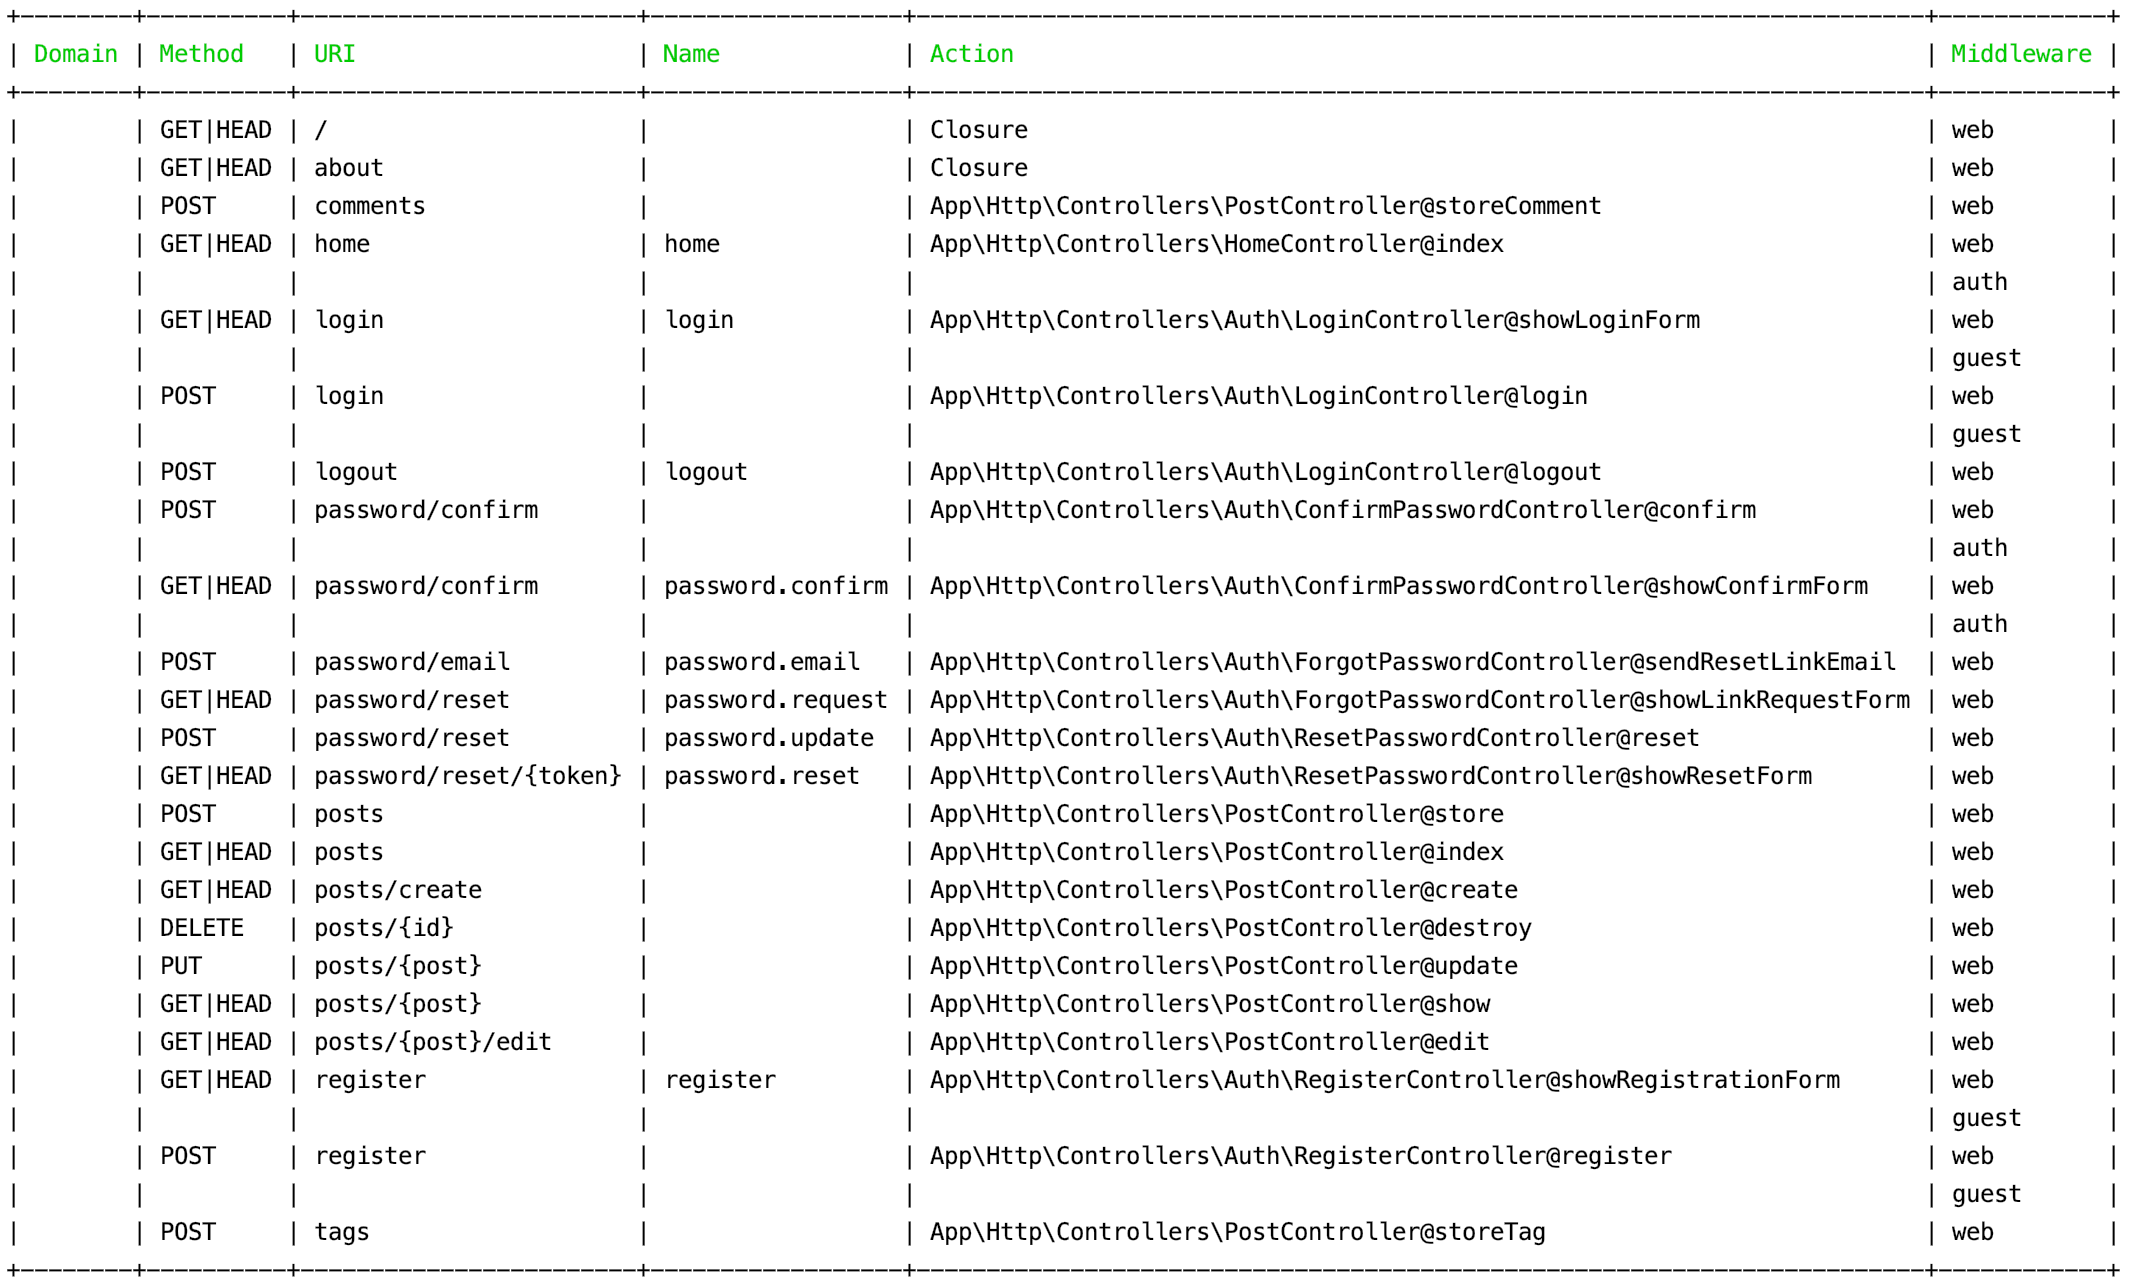 +--------+----------+------------------------+------------------+------------------------------------------------------------------------+------------+
| Domain | Method   | URI                    | Name             | Action                                                                 | Middleware |
+--------+----------+------------------------+------------------+------------------------------------------------------------------------+------------+
|        | GET|HEAD | /                      |                  | Closure                                                                | web        |
|        | GET|HEAD | about                  |                  | Closure                                                                | web        |
|        | POST     | comments               |                  | App\Http\Controllers\PostController@storeComment                       | web        |
|        | GET|HEAD | home                   | home             | App\Http\Controllers\HomeController@index                              | web        |
|        |          |                        |                  |                                                                        | auth       |
|        | GET|HEAD | login                  | login            | App\Http\Controllers\Auth\LoginController@showLoginForm                | web        |
|        |          |                        |                  |                                                                        | guest      |
|        | POST     | login                  |                  | App\Http\Controllers\Auth\LoginController@login                        | web        |
|        |          |                        |                  |                                                                        | guest      |
|        | POST     | logout                 | logout           | App\Http\Controllers\Auth\LoginController@logout                       | web        |
|        | POST     | password/confirm       |                  | App\Http\Controllers\Auth\ConfirmPasswordController@confirm            | web        |
|        |          |                        |                  |                                                                        | auth       |
|        | GET|HEAD | password/confirm       | password.confirm | App\Http\Controllers\Auth\ConfirmPasswordController@showConfirmForm    | web        |
|        |          |                        |                  |                                                                        | auth       |
|        | POST     | password/email         | password.email   | App\Http\Controllers\Auth\ForgotPasswordController@sendResetLinkEmail  | web        |
|        | GET|HEAD | password/reset         | password.request | App\Http\Controllers\Auth\ForgotPasswordController@showLinkRequestForm | web        |
|        | POST     | password/reset         | password.update  | App\Http\Controllers\Auth\ResetPasswordController@reset                | web        |
|        | GET|HEAD | password/reset/{token} | password.reset   | App\Http\Controllers\Auth\ResetPasswordController@showResetForm        | web        |
|        | POST     | posts                  |                  | App\Http\Controllers\PostController@store                              | web        |
|        | GET|HEAD | posts                  |                  | App\Http\Controllers\PostController@index                              | web        |
|        | GET|HEAD | posts/create           |                  | App\Http\Controllers\PostController@create                             | web        |
|        | DELETE   | posts/{id}             |                  | App\Http\Controllers\PostController@destroy                            | web        |
|        | PUT      | posts/{post}           |                  | App\Http\Controllers\PostController@update                             | web        |
|        | GET|HEAD | posts/{post}           |                  | App\Http\Controllers\PostController@show                               | web        |
|        | GET|HEAD | posts/{post}/edit      |                  | App\Http\Controllers\PostController@edit                               | web        |
|        | GET|HEAD | register               | register         | App\Http\Controllers\Auth\RegisterController@showRegistrationForm      | web        |
|        |          |                        |                  |                                                                        | guest      |
|        | POST     | register               |                  | App\Http\Controllers\Auth\RegisterController@register                  | web        |
|        |          |                        |                  |                                                                        | guest      |
|        | POST     | tags                   |                  | App\Http\Controllers\PostController@storeTag                           | web        |
+--------+----------+------------------------+------------------+------------------------------------------------------------------------+------------+